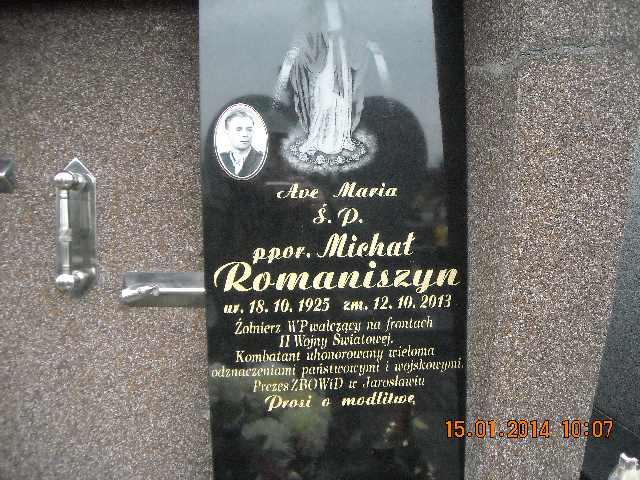 Ave Maria
Ś. P.
ppor. Michał
Romaniszyn
ur. 18. 10. 1925 zm. 12. 10. 2013
Żołnierz WP walczący na frontach
II Wojny Światowej.
Kombatant uhonorowany wieloma
odznaczeniami państwowymi i wojskowymi.
Prezes ZBOWiD w Jarosławiu
Prosi o modlitwę
15.01.2014 10:07